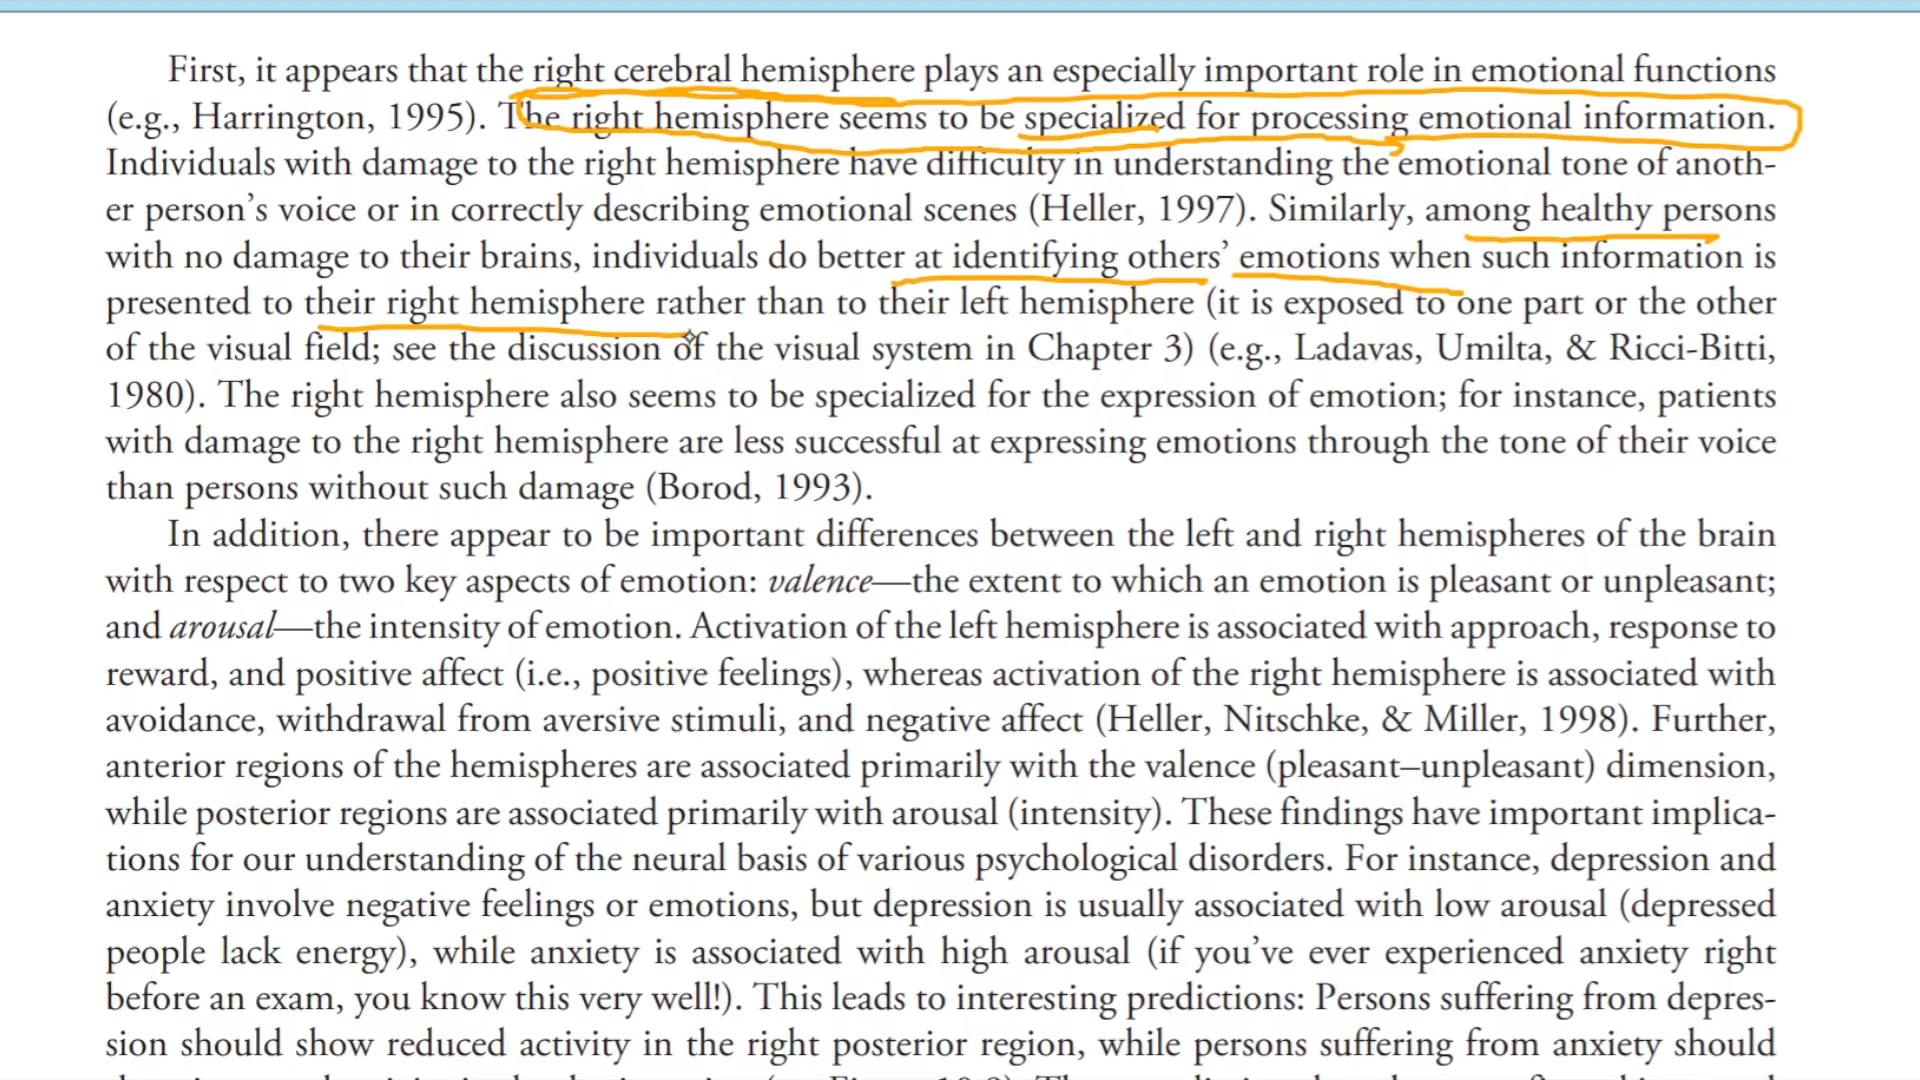 First, it appears that the right cerebral hemisphere plays an especially important role in emotional functions
(e.g., Harrington, 1995). The right hemisphere seems to be specialized for processing emotional information.
Individuals with damage to the right hemisphere have difficulty in understanding the emotional tone of anoth-
er person's voice or in correctly describing emotional scenes (Heller, 1997). Similarly, among healthy persons
with no damage to their brains, individuals do better at identifying others' emotions when such information is
presented to their right hemisphere rather than to their left hemisphere (it is exposed to one part or the other
of the visual field; see the discussion of the visual system in Chapter 3) (e.g., Ladavas, Umilta, & Ricci-Bitti,
1980). The right hemisphere also seems to be specialized for the expression of emotion; for instance, patients
with damage to the right hemisphere are less successful at expressing emotions through the tone of their voice
than persons without such damage (Borod, 1993).
In addition, there appear to be important differences between the left and right hemispheres of the brain
with respect to two key aspects of emotion: valence—the extent to which an emotion is pleasant or unpleasant;
and arousal—the intensity of emotion. Activation of the left hemisphere is associated with approach, response to
reward, and positive affect (i.e., positive feelings), whereas activation of the right hemisphere is associated with
avoidance, withdrawal from aversive stimuli, and negative affect (Heller, Nitschke, & Miller, 1998). Further,
anterior regions of the hemispheres are associated primarily with the valence (pleasant–unpleasant) dimension,
while posterior regions are associated primarily with arousal (intensity). These findings have important implica-
tions for our understanding of the neural basis of various psychological disorders. For instance, depression and
anxiety involve negative feelings or emotions, but depression is usually associated with low arousal (depressed
people lack energy), while anxiety is associated with high arousal (if you've ever experienced anxiety right
before an exam, you know this very well!). This leads to interesting predictions: Persons suffering from depres-
sion should show reduced activity in the right posterior region, while persons suffering from anxiety should